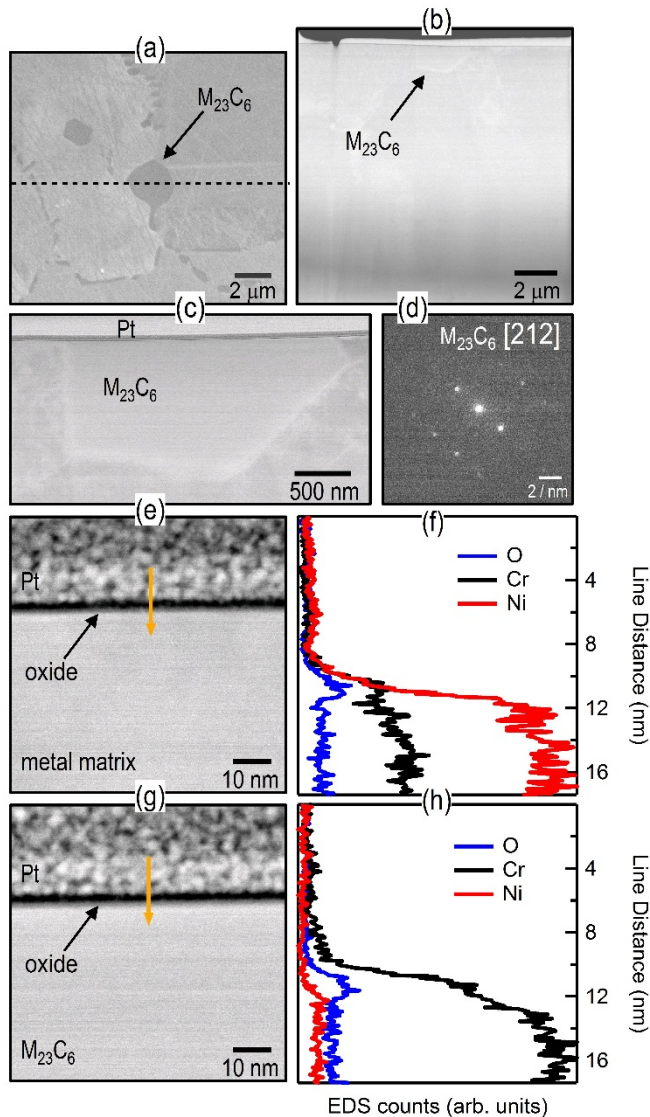 (a)
M₂₃C₆
2 μm
(b)
M₂₃C₆
2 μm
(c)
Pt
M₂₃C₆
500 nm
(d)
M₂₃C₆ [212]
2 / nm
(e)
Pt
oxide
metal matrix
10 nm
(f)
O
Cr
Ni
4
8
12
16
Line Distance (nm)
(g)
Pt
oxide
M₂₃C₆
10 nm
(h)
O
Cr
Ni
4
8
12
16
Line Distance (nm)
EDS counts (arb. units)